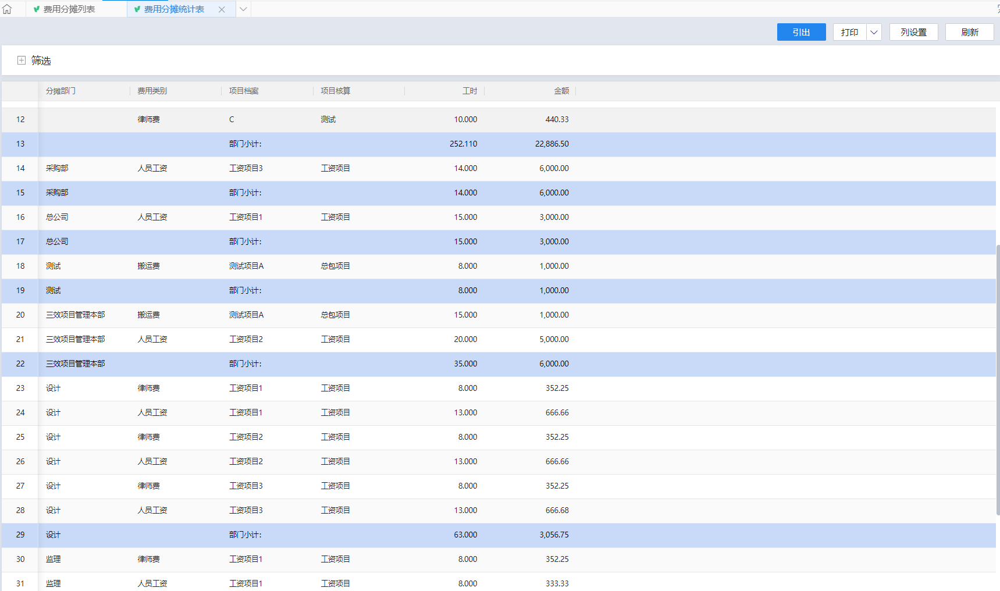 费用分摊列表 费用分摊统计表
引出 打印 列设置 刷新
筛选
分摊部门 费用类别 项目档案 项目核算 工时 金额
12 律师费 C 测试 10.000 440.33
13 部门小计: 252.110 22,886.50
14 采购部 人员工资 工资项目3 工资项目 14.000 6,000.00
15 采购部 部门小计: 14.000 6,000.00
16 总公司 人员工资 工资项目1 工资项目 15.000 3,000.00
17 总公司 部门小计: 15.000 3,000.00
18 测试 搬运费 测试项目A 总包项目 8.000 1,000.00
19 测试 部门小计: 8.000 1,000.00
20 三效项目管理本部 搬运费 测试项目A 总包项目 15.000 1,000.00
21 三效项目管理本部 人员工资 工资项目2 工资项目 20.000 5,000.00
22 三效项目管理本部 部门小计: 35.000 6,000.00
23 设计 律师费 工资项目1 工资项目 8.000 352.25
24 设计 人员工资 工资项目1 工资项目 13.000 666.66
25 设计 律师费 工资项目2 工资项目 8.000 352.25
26 设计 人员工资 工资项目2 工资项目 13.000 666.66
27 设计 律师费 工资项目3 工资项目 8.000 352.25
28 设计 人员工资 工资项目3 工资项目 13.000 666.68
29 设计 部门小计: 63.000 3,056.75
30 监理 律师费 工资项目1 工资项目 8.000 352.25
31 监理 人员工资 工资项目1 工资项目 8.000 333.33